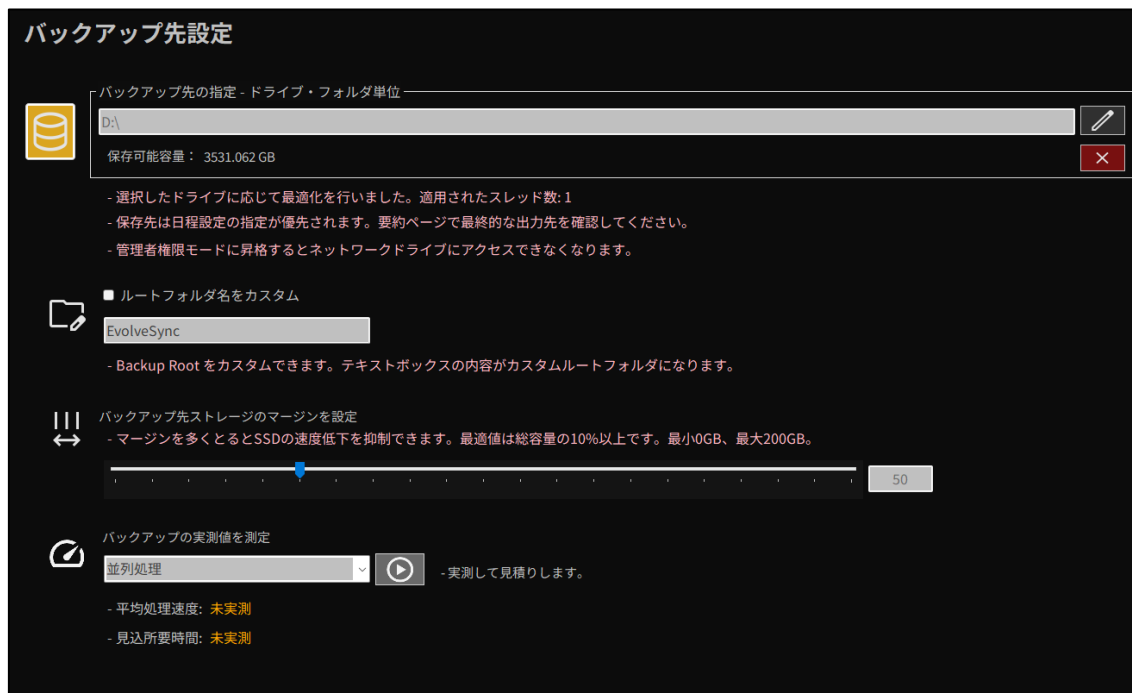 バックアップ先設定
バックアップ先の指定 - ドライブ・フォルダ単位
D:\
保存可能容量： 3531.062 GB
- 選択したドライブに応じて最適化を行いました。適用されたスレッド数: 1
- 保存先は日程設定の指定が優先されます。要約ページで最終的な出力先を確認してください。
- 管理者権限モードに昇格するとネットワークドライブにアクセスできなくなります。
ルートフォルダ名をカスタム
EvolveSync
- Backup Root をカスタムできます。テキストボックスの内容がカスタムルートフォルダになります。
バックアップ先ストレージのマージンを設定
- マージンを多くとるとSSDの速度低下を抑制できます。最適値は総容量の10%以上です。最小0GB、最大200GB。
50
バックアップの実測値を測定
並列処理
- 実測して見積りします。
- 平均処理速度: 未実測
- 見込所要時間: 未実測